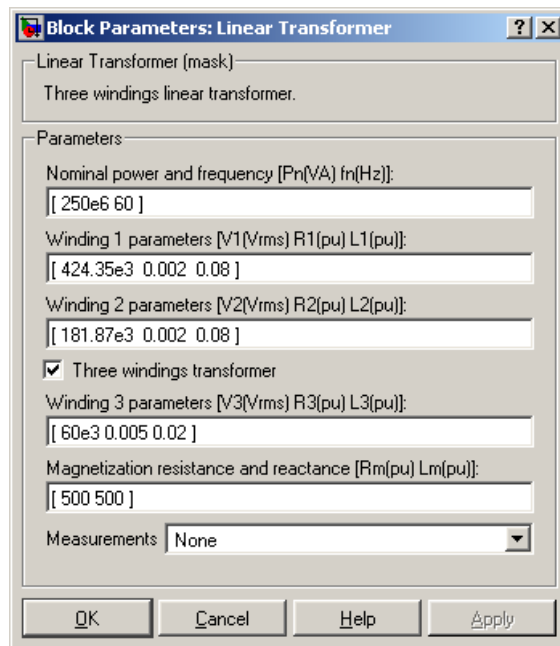 Block Parameters: Linear Transformer
Linear Transformer (mask)
Three windings linear transformer.
Parameters
Nominal power and frequency [Pn(VA) fn(Hz)]:
[ 250e6 60 ]
Winding 1 parameters [V1(Vrms) R1(pu) L1(pu)]:
[ 424.35e3  0.002  0.08 ]
Winding 2 parameters [V2(Vrms) R2(pu) L2(pu)]:
[ 181.87e3  0.002  0.08 ]
Three windings transformer
Winding 3 parameters [V3(Vrms) R3(pu) L3(pu)]:
[ 60e3 0.005 0.02 ]
Magnetization resistance and reactance [Rm(pu) Lm(pu)]:
[ 500 500 ]
Measurements None
OK Cancel Help Apply